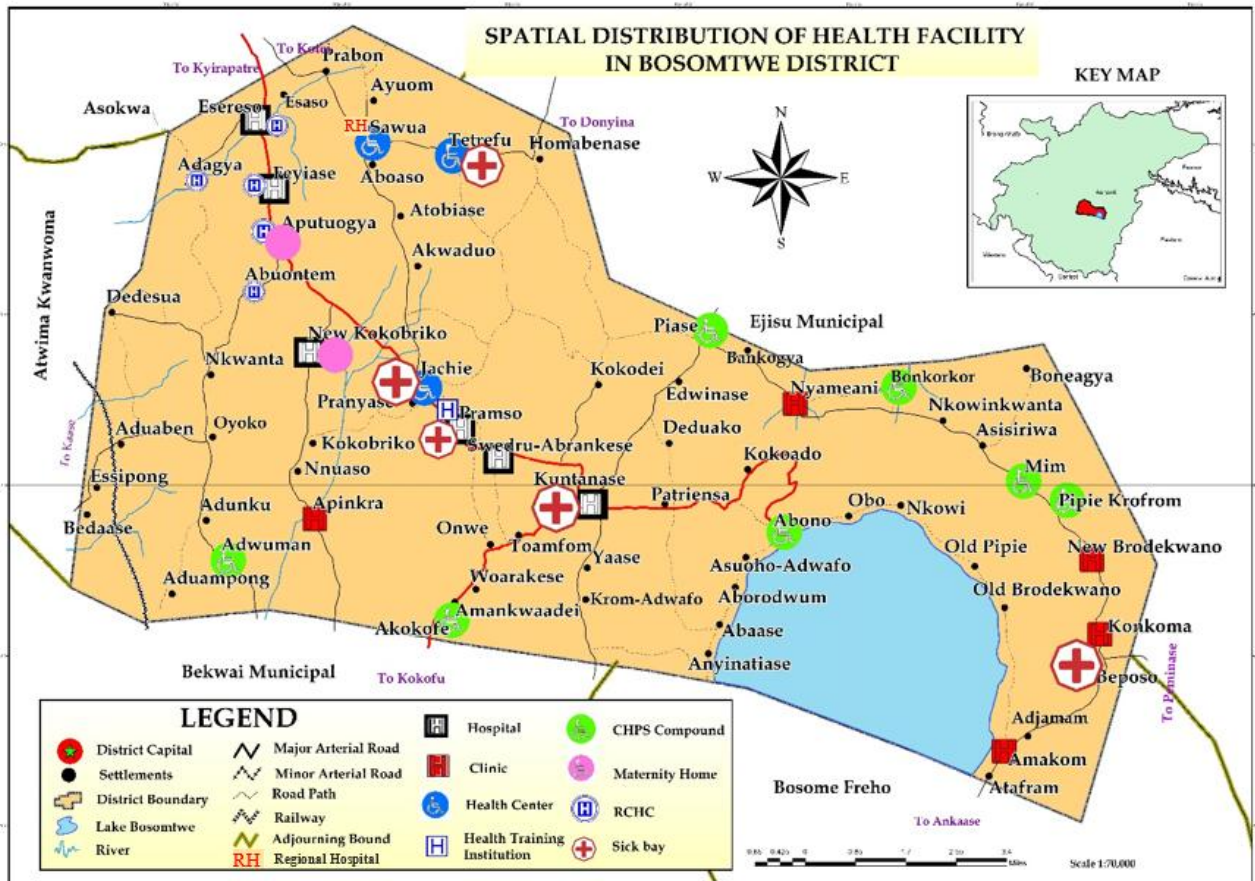 SPATIAL DISTRIBUTION OF HEALTH FACILITY
IN BOSOMTWE DISTRICT
KEY MAP
To Kyirapatre
Prabon
Asokwa
Esereso
Esaso
Ayuom
RH Sawua
Tetrefu
To Donyina
Homabenase
Adagya
Feyiase
Aboaso
Aputuogya
Atobiase
Akwaduo
Abuontem
Dedesua
Atwima Kwanwoma
New Kokobriko
Piase
Ejisu Municipal
Bankogya
Nkwanta
Jachie
Kokodei
Edwinase
Nyameani
Bonkorkor
Boneagya
Pranyase
Pramso
Nkowinkwanta
To Kaase
Aduaben
Oyoko
Kokobriko
Swedru-Abrankese
Deduako
Asisiriwa
Essipong
Nnuaso
Kuntanase
Kokoado
Mim
Bedaase
Adunku
Apinkra
Patriensa
Obo
Nkowi
Pipie Krofrom
Onwe
Toamfom
Abono
Adwuman
Yaase
Asuoho-Adwafo
Old Pipie
New Brodekwano
Aduampong
Woarakese
Krom-Adwafo
Aborodwum
Old Brodekwano
Amankwaadei
Akokofe
Abaase
Konkoma
Bekwai Municipal
To Kokofu
Anyinatiase
Beposo
To Puminase
Adjamam
Amakom
Atafram
Bosome Freho
To Ankaase
LEGEND
District Capital
Settlements
District Boundary
Lake Bosomtwe
River
Major Arterial Road
Minor Arterial Road
Road Path
Railway
Adjourning Bound
RH Regional Hospital
Hospital
Clinic
Health Center
Health Training
Institution
CHPS Compound
Maternity Home
RCHC
Sick bay
N
W
E
S
Miles
Scale 1:70,000